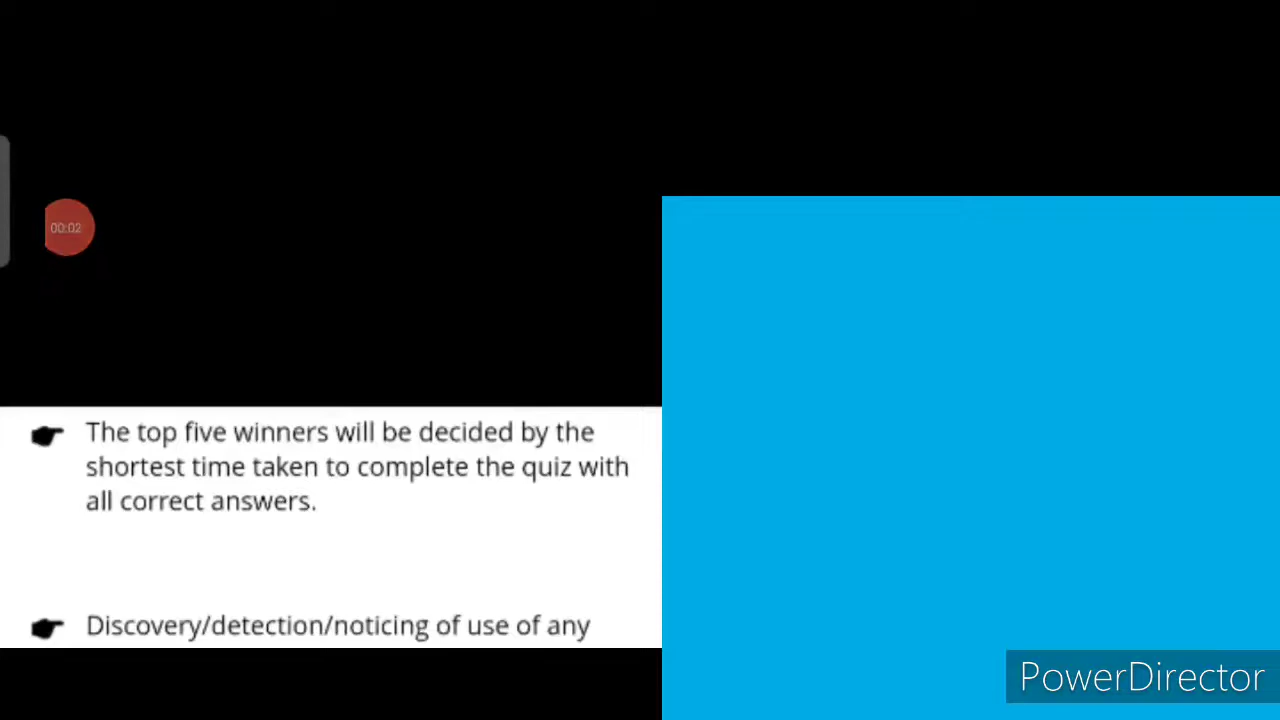 00:02
The top five winners will be decided by the
shortest time taken to complete the quiz with
all correct answers.
Discovery/detection/noticing of use of any
PowerDirector